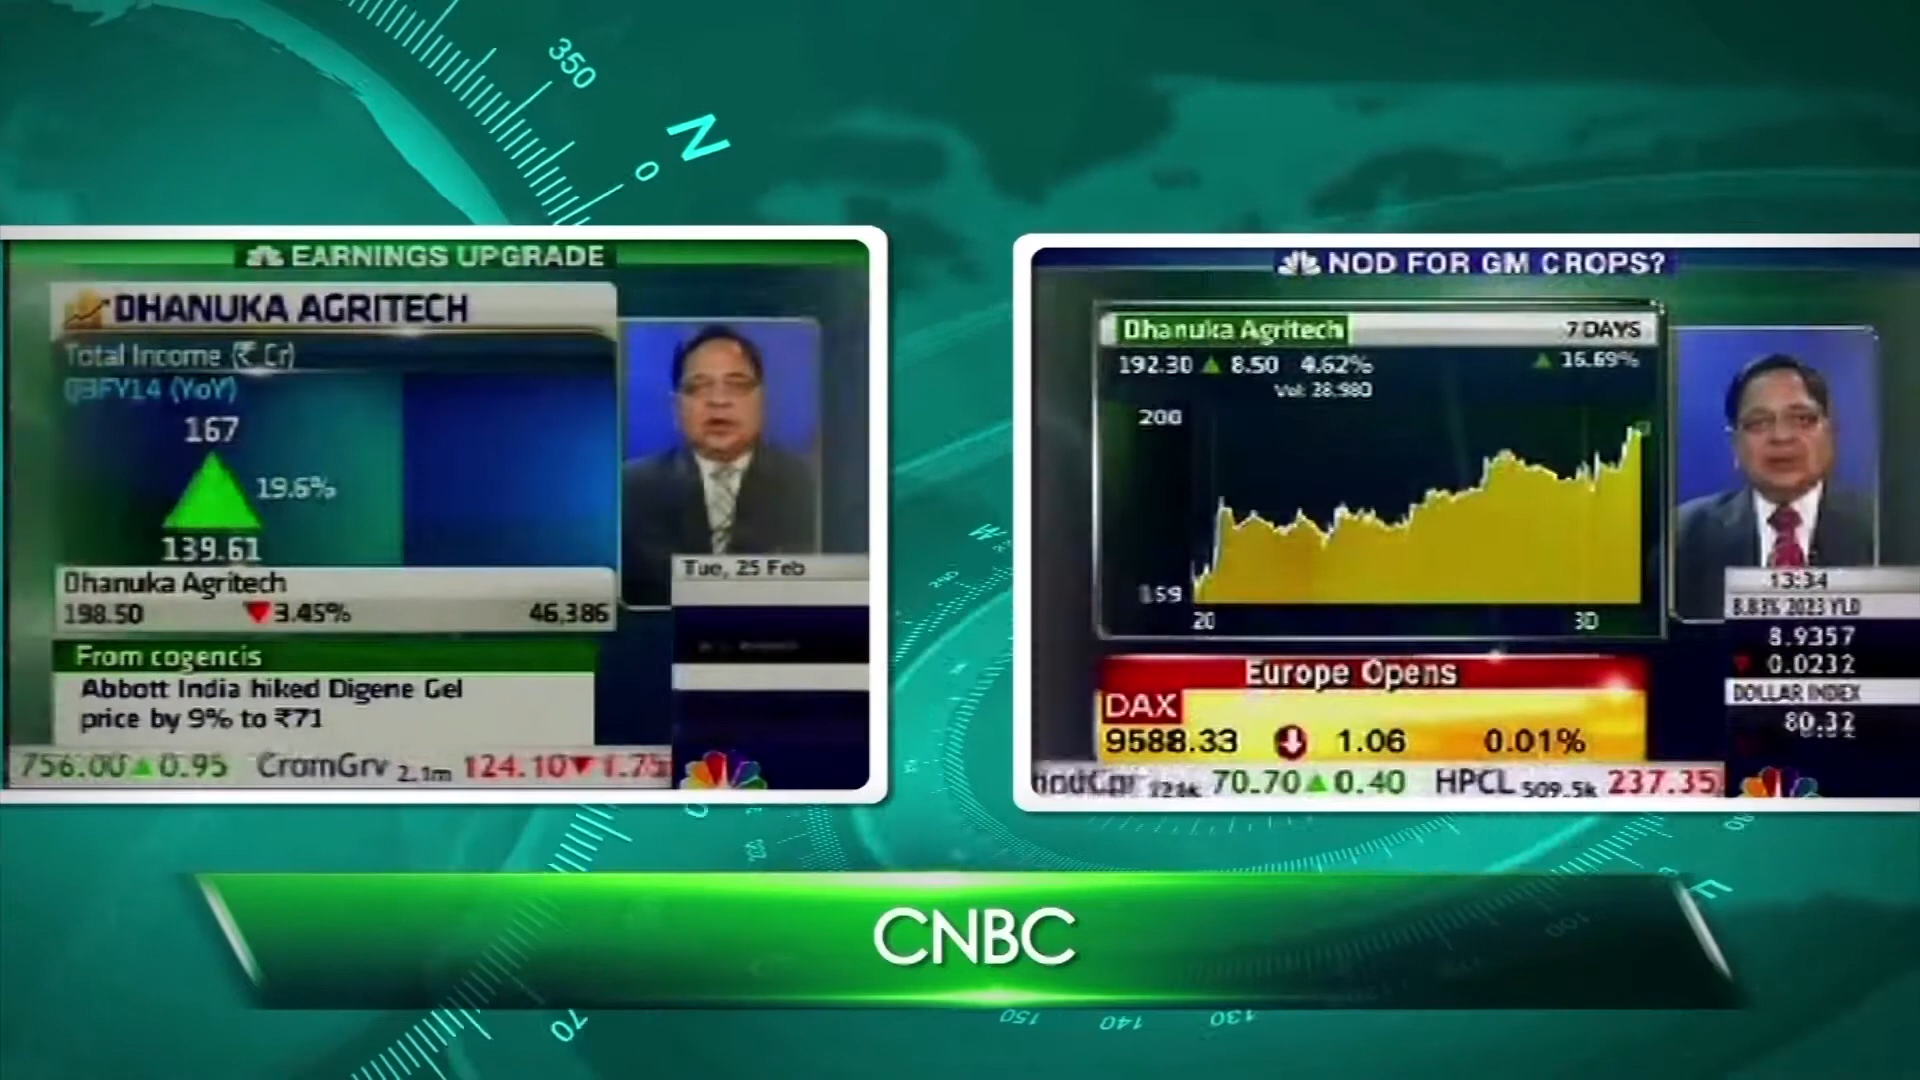 350
N
0
EARNINGS UPGRADE
DHANUKA AGRITECH
Total Income (₹ Cr)
Q3FY14 (YoY)
167
19.6%
139.61
Dhanuka Agritech
198.50 3.45% 46,386
From cogencis
Abbott India hiked Digene Gel
price by 9% to ₹71
756.00 0.95 CromGrv 2.1m 124.10 1.75
Tue, 25 Feb
NOD FOR GM CROPS?
Dhanuka Agritech 7 DAYS
192.30 8.50 4.62% 16.69%
Vol: 28,980
200
159
20 30
Europe Opens
DAX
9588.33 1.06 0.01%
70.70 0.40 HPCL 509.5k 237.35
13:34
8.83% 2023 YLD
8.9357
0.0232
DOLLAR INDEX
80.32
CNBC
E
100
70
150 140 130